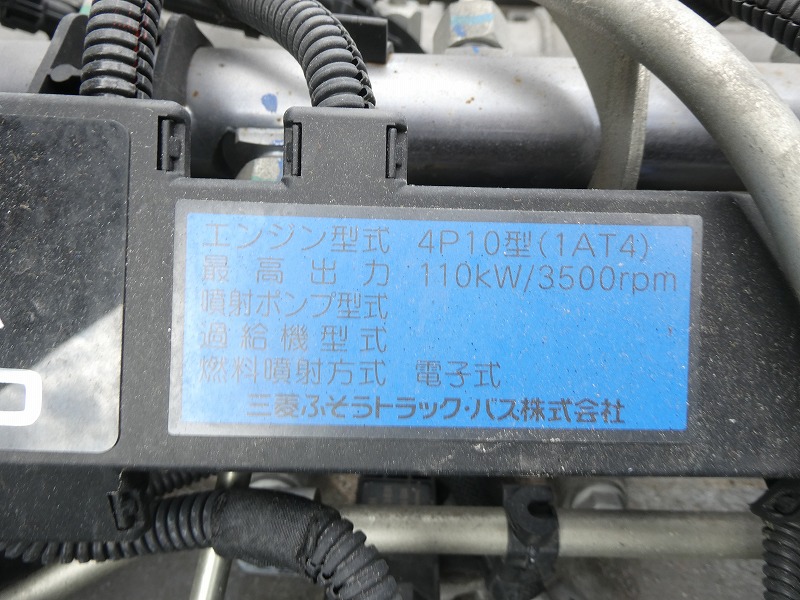 エンジン型式 4P10型(1AT4)
最高出力 110kW/3500rpm
噴射ポンプ型式
過給機型式
燃料噴射方式 電子式
三菱ふそうトラック・バス株式会社